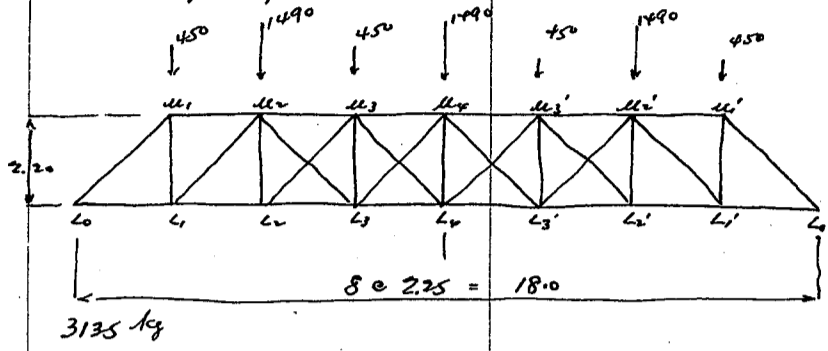 450 1490 450 1490 450 1490 450
u1 u2 u3 u4 u3' u2' u1'
2.20
L0 L1 L2 L3 L4 L3' L2' L1' L0
8 @ 2.25 = 18.0
3135 kg